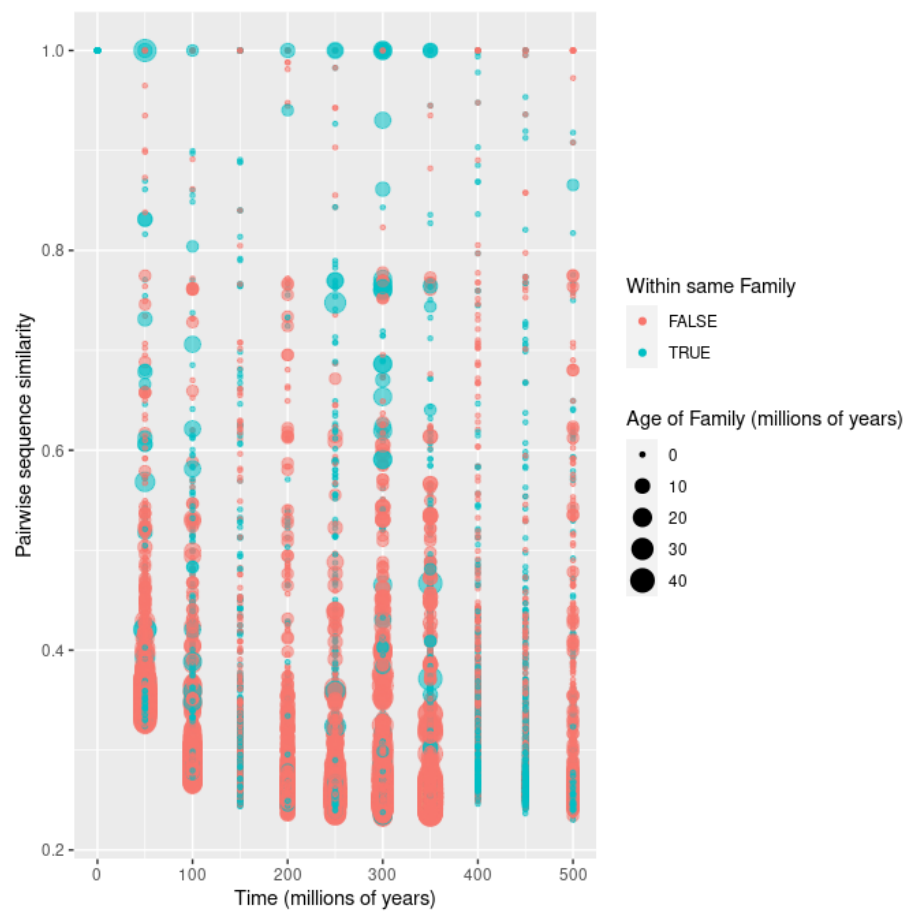 1.0
0.8
0.6
0.4
0.2
Pairwise sequence similarity
0 100 200 300 400 500
Time (millions of years)
Within same Family
FALSE
TRUE
Age of Family (millions of years)
0
10
20
30
40